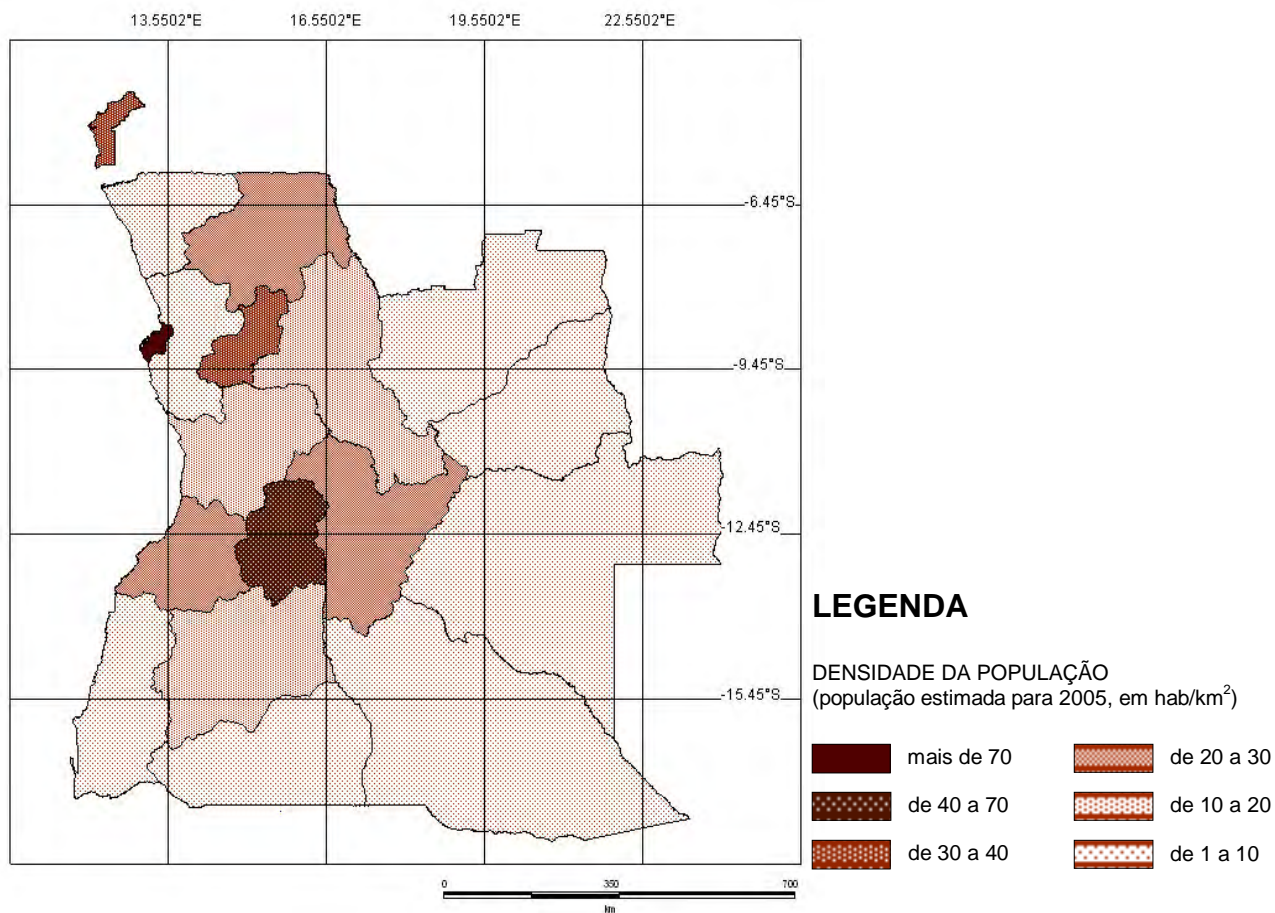 13.5502°E 16.5502°E 19.5502°E 22.5502°E
-6.45°S
-9.45°S
-12.45°S
-15.45°S
0 350 700
km
LEGENDA
DENSIDADE DA POPULAÇÃO
(população estimada para 2005, em hab/km²)
mais de 70
de 20 a 30
de 40 a 70
de 10 a 20
de 30 a 40
de 1 a 10